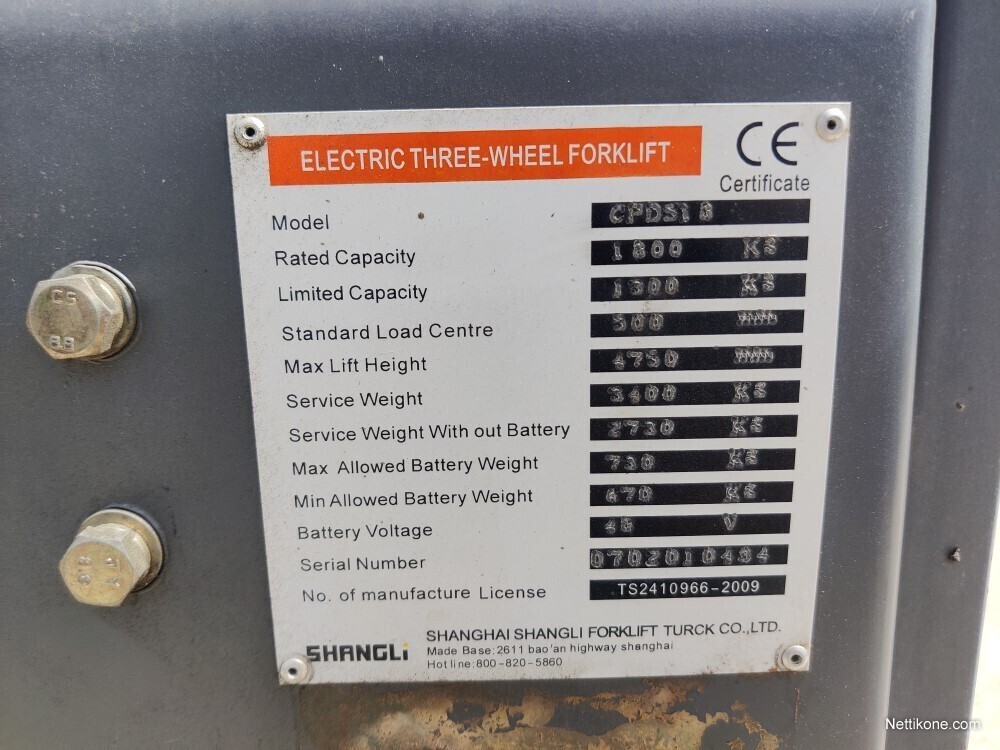 ELECTRIC THREE-WHEEL FORKLIFT
CE
Certificate
Model CPDS18
Rated Capacity 1800 KG
Limited Capacity 1300 KG
Standard Load Centre 500 mm
Max Lift Height 4750 mm
Service Weight 3400 KG
Service Weight With out Battery 2730 KG
Max Allowed Battery Weight 730 KG
Min Allowed Battery Weight 670 KG
Battery Voltage 48 V
Serial Number
No. of manufacture License TS2410966-2009
SHANGLi
SHANGHAI SHANGLI FORKLIFT TURCK CO.,LTD.
Made Base:2611 bao'an highway shanghai
Hot line:800-820-5860
CS
8.8
Nettikone.com